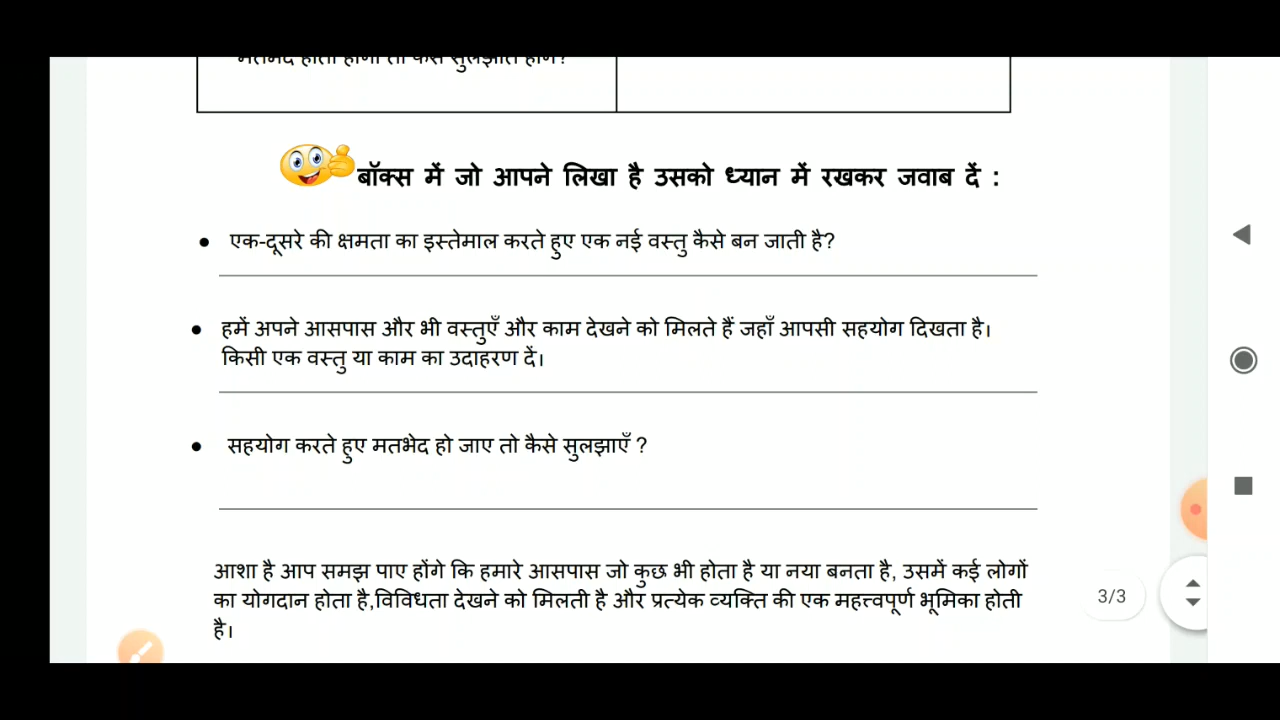 मतभेद होता होगा तो कैसे सुलझाते होंगे?
बॉक्स में जो आपने लिखा है उसको ध्यान में रखकर जवाब दें :
● एक-दूसरे की क्षमता का इस्तेमाल करते हुए एक नई वस्तु कैसे बन जाती है?
● हमें अपने आसपास और भी वस्तुएँ और काम देखने को मिलते हैं जहाँ आपसी सहयोग दिखता है।
किसी एक वस्तु या काम का उदाहरण दें।
● सहयोग करते हुए मतभेद हो जाए तो कैसे सुलझाएँ ?
आशा है आप समझ पाए होंगे कि हमारे आसपास जो कुछ भी होता है या नया बनता है, उसमें कई लोगों
का योगदान होता है,विविधता देखने को मिलती है और प्रत्येक व्यक्ति की एक महत्त्वपूर्ण भूमिका होती
है।
3/3